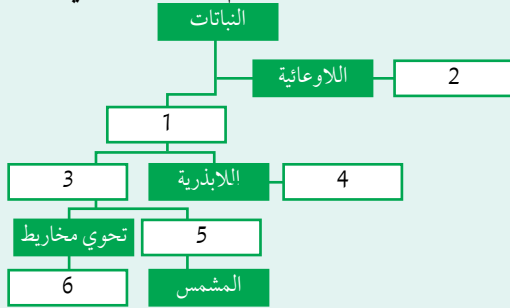 النباتات
اللاوعائية
2
1
اللابذرية
4
3
تحوي مخاريط
5
6
المشمس